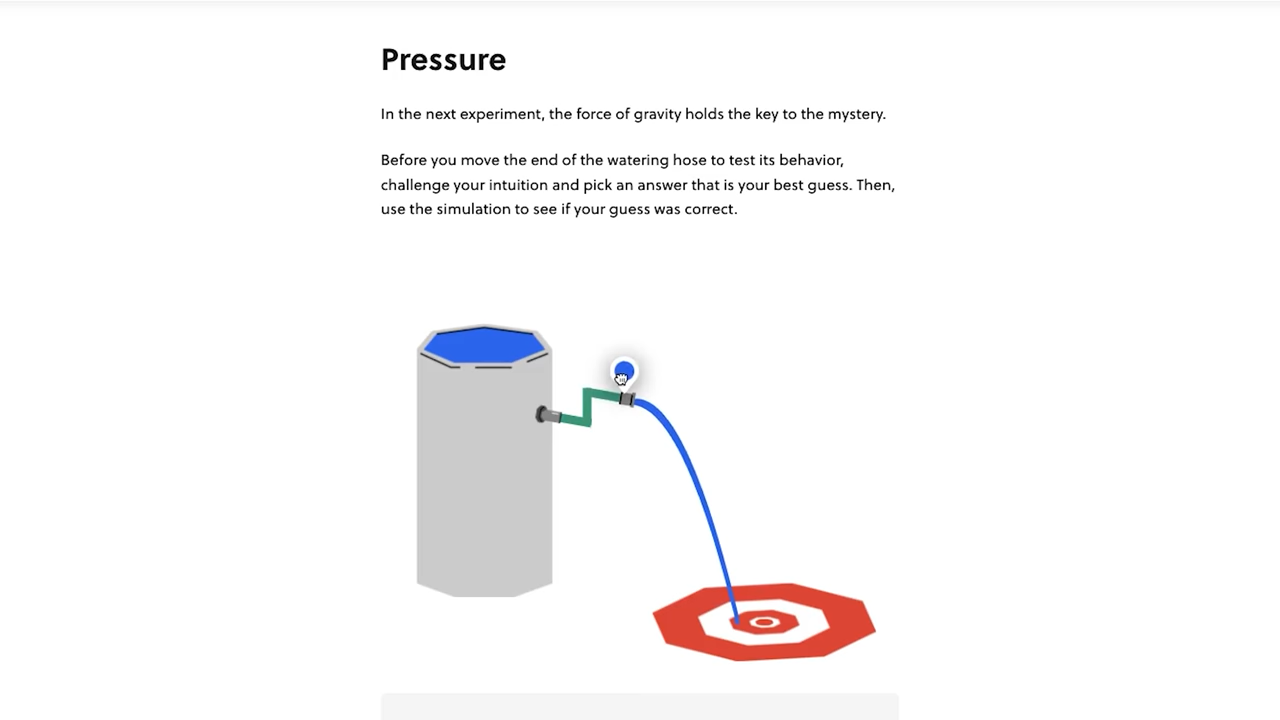 Pressure
In the next experiment, the force of gravity holds the key to the mystery.
Before you move the end of the watering hose to test its behavior,
challenge your intuition and pick an answer that is your best guess. Then,
use the simulation to see if your guess was correct.